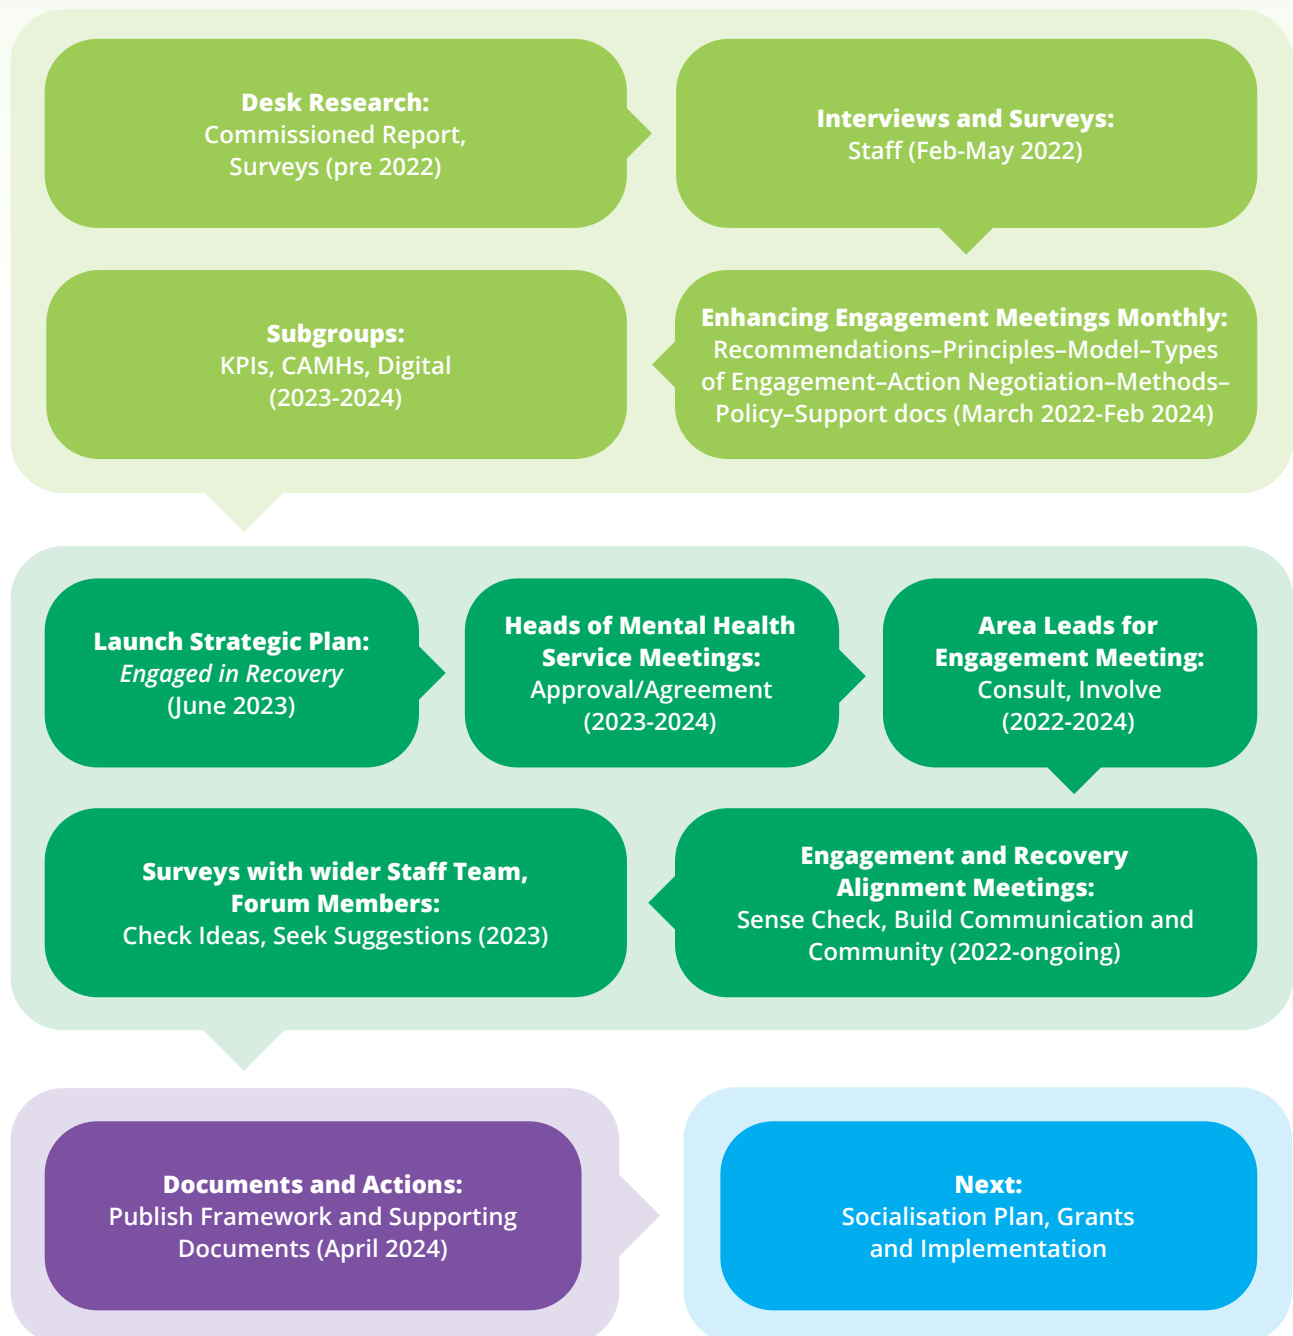 Desk Research:
Commissioned Report,
Surveys (pre 2022)
Interviews and Surveys:
Staff (Feb-May 2022)
Enhancing Engagement Meetings Monthly:
Recommendations–Principles–Model–Types
of Engagement–Action Negotiation–Methods–
Policy–Support docs (March 2022-Feb 2024)
Subgroups:
KPIs, CAMHs, Digital
(2023-2024)
Launch Strategic Plan:
Engaged in Recovery
(June 2023)
Heads of Mental Health
Service Meetings:
Approval/Agreement
(2023-2024)
Area Leads for
Engagement Meeting:
Consult, Involve
(2022-2024)
Engagement and Recovery
Alignment Meetings:
Sense Check, Build Communication and
Community (2022-ongoing)
Surveys with wider Staff Team,
Forum Members:
Check Ideas, Seek Suggestions (2023)
Documents and Actions:
Publish Framework and Supporting
Documents (April 2024)
Next:
Socialisation Plan, Grants
and Implementation